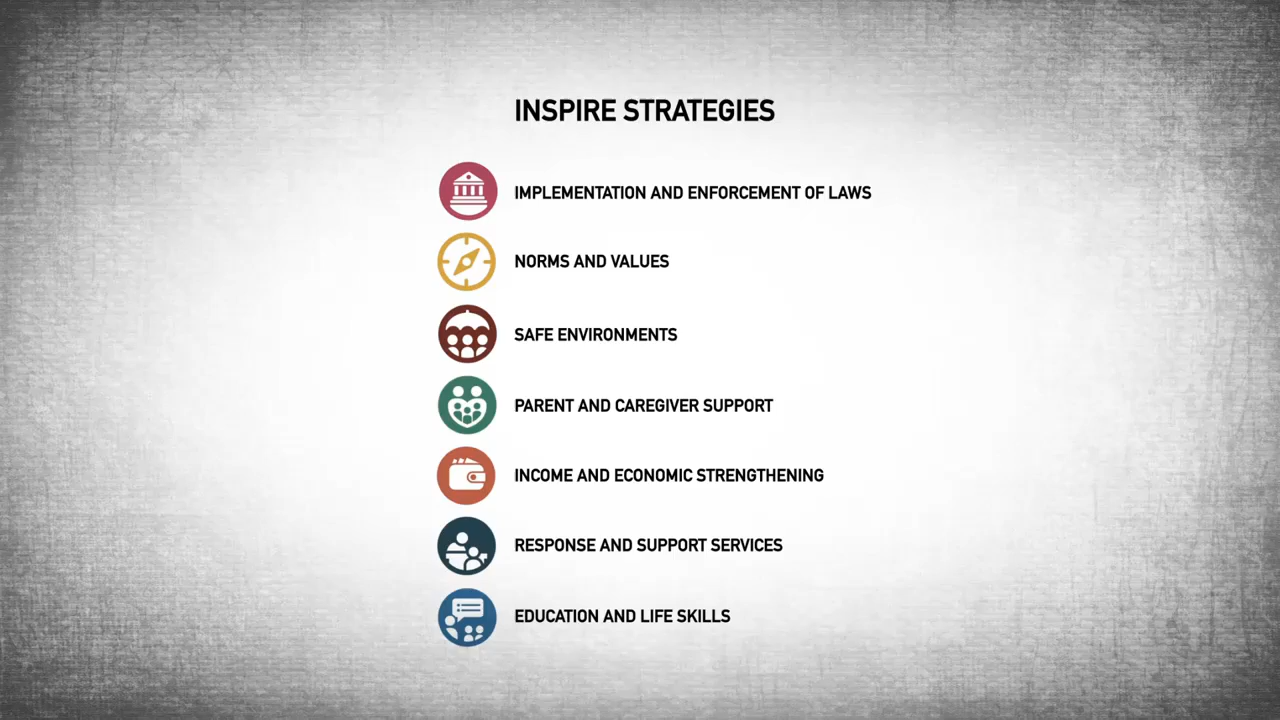 INSPIRE STRATEGIES
IMPLEMENTATION AND ENFORCEMENT OF LAWS
NORMS AND VALUES
SAFE ENVIRONMENTS
PARENT AND CAREGIVER SUPPORT
INCOME AND ECONOMIC STRENGTHENING
RESPONSE AND SUPPORT SERVICES
EDUCATION AND LIFE SKILLS